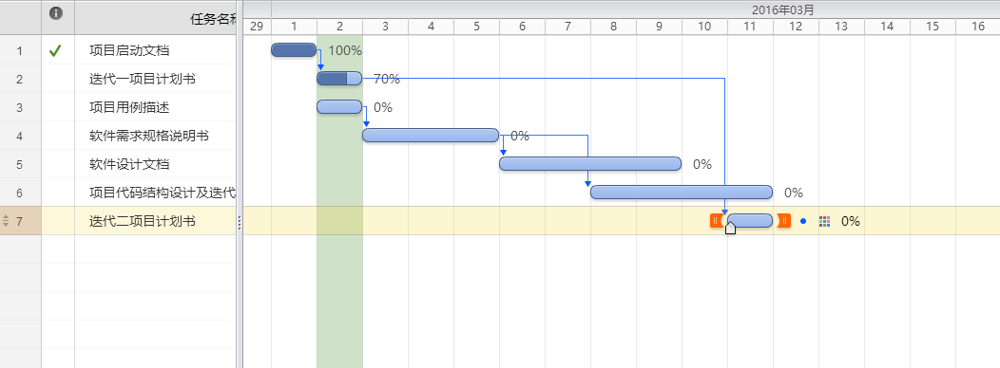 2016年03月
任务名称
29 1 2 3 4 5 6 7 8 9 10 11 12 13 14 15 16
1 项目启动文档 100%
2 迭代一项目计划书 70%
3 项目用例描述 0%
4 软件需求规格说明书 0%
5 软件设计文档 0%
6 项目代码结构设计及迭代 0%
7 迭代二项目计划书 0%